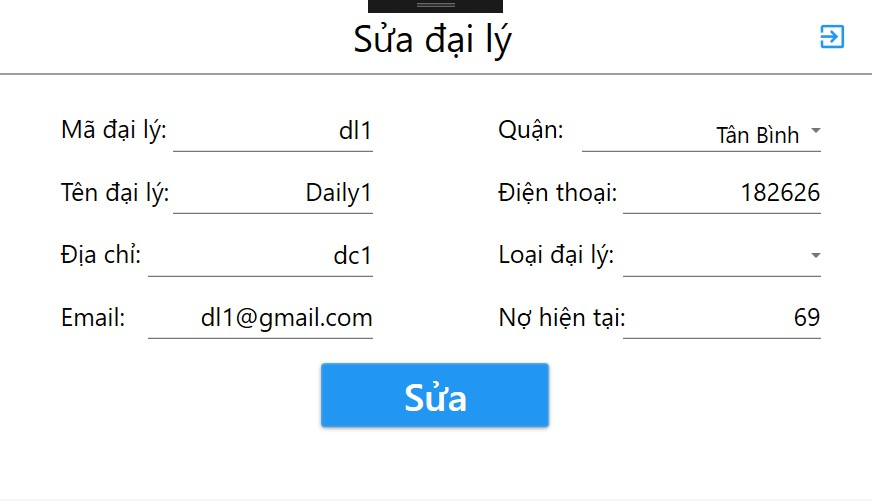 Sửa đại lý
Mã đại lý: dl1
Quận: Tân Bình
Tên đại lý: Daily1
Điện thoại: 182626
Địa chỉ: dc1
Loại đại lý:
Email: dl1@gmail.com
Nợ hiện tại: 69
Sửa